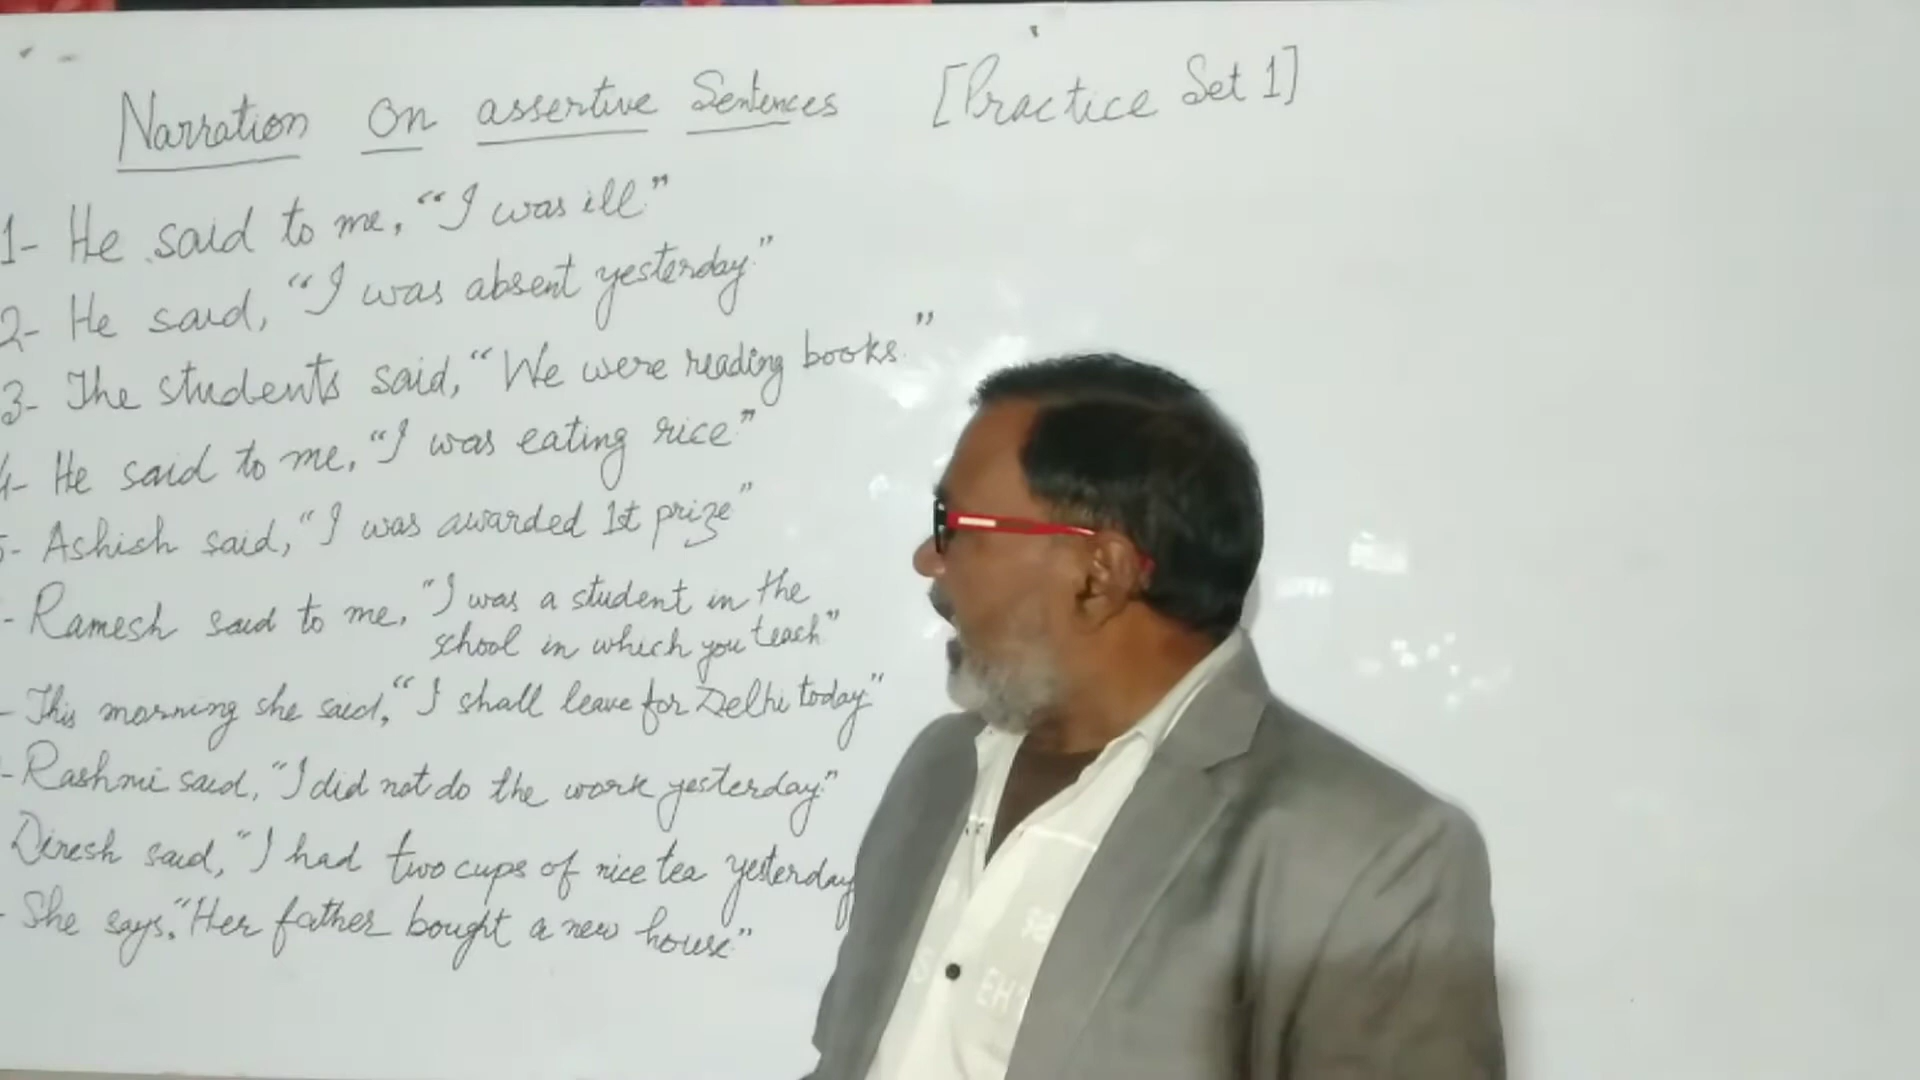 Narration on assertive Sentences [Practice Set 1]
1- He said to me, "I was ill."
2- He said, "I was absent yesterday."
3- The students said, "We were reading books."
4- He said to me, "I was eating rice"
5- Ashish said, "I was awarded 1st prize"
- Ramesh said to me, "I was a student in the
school in which you teach"
- This morning she said, "I shall leave for Delhi today"
- Rashmi said, "I did not do the work yesterday."
Diresh said, "I had two cups of nice tea yesterday
- She says, "Her father bought a new house."